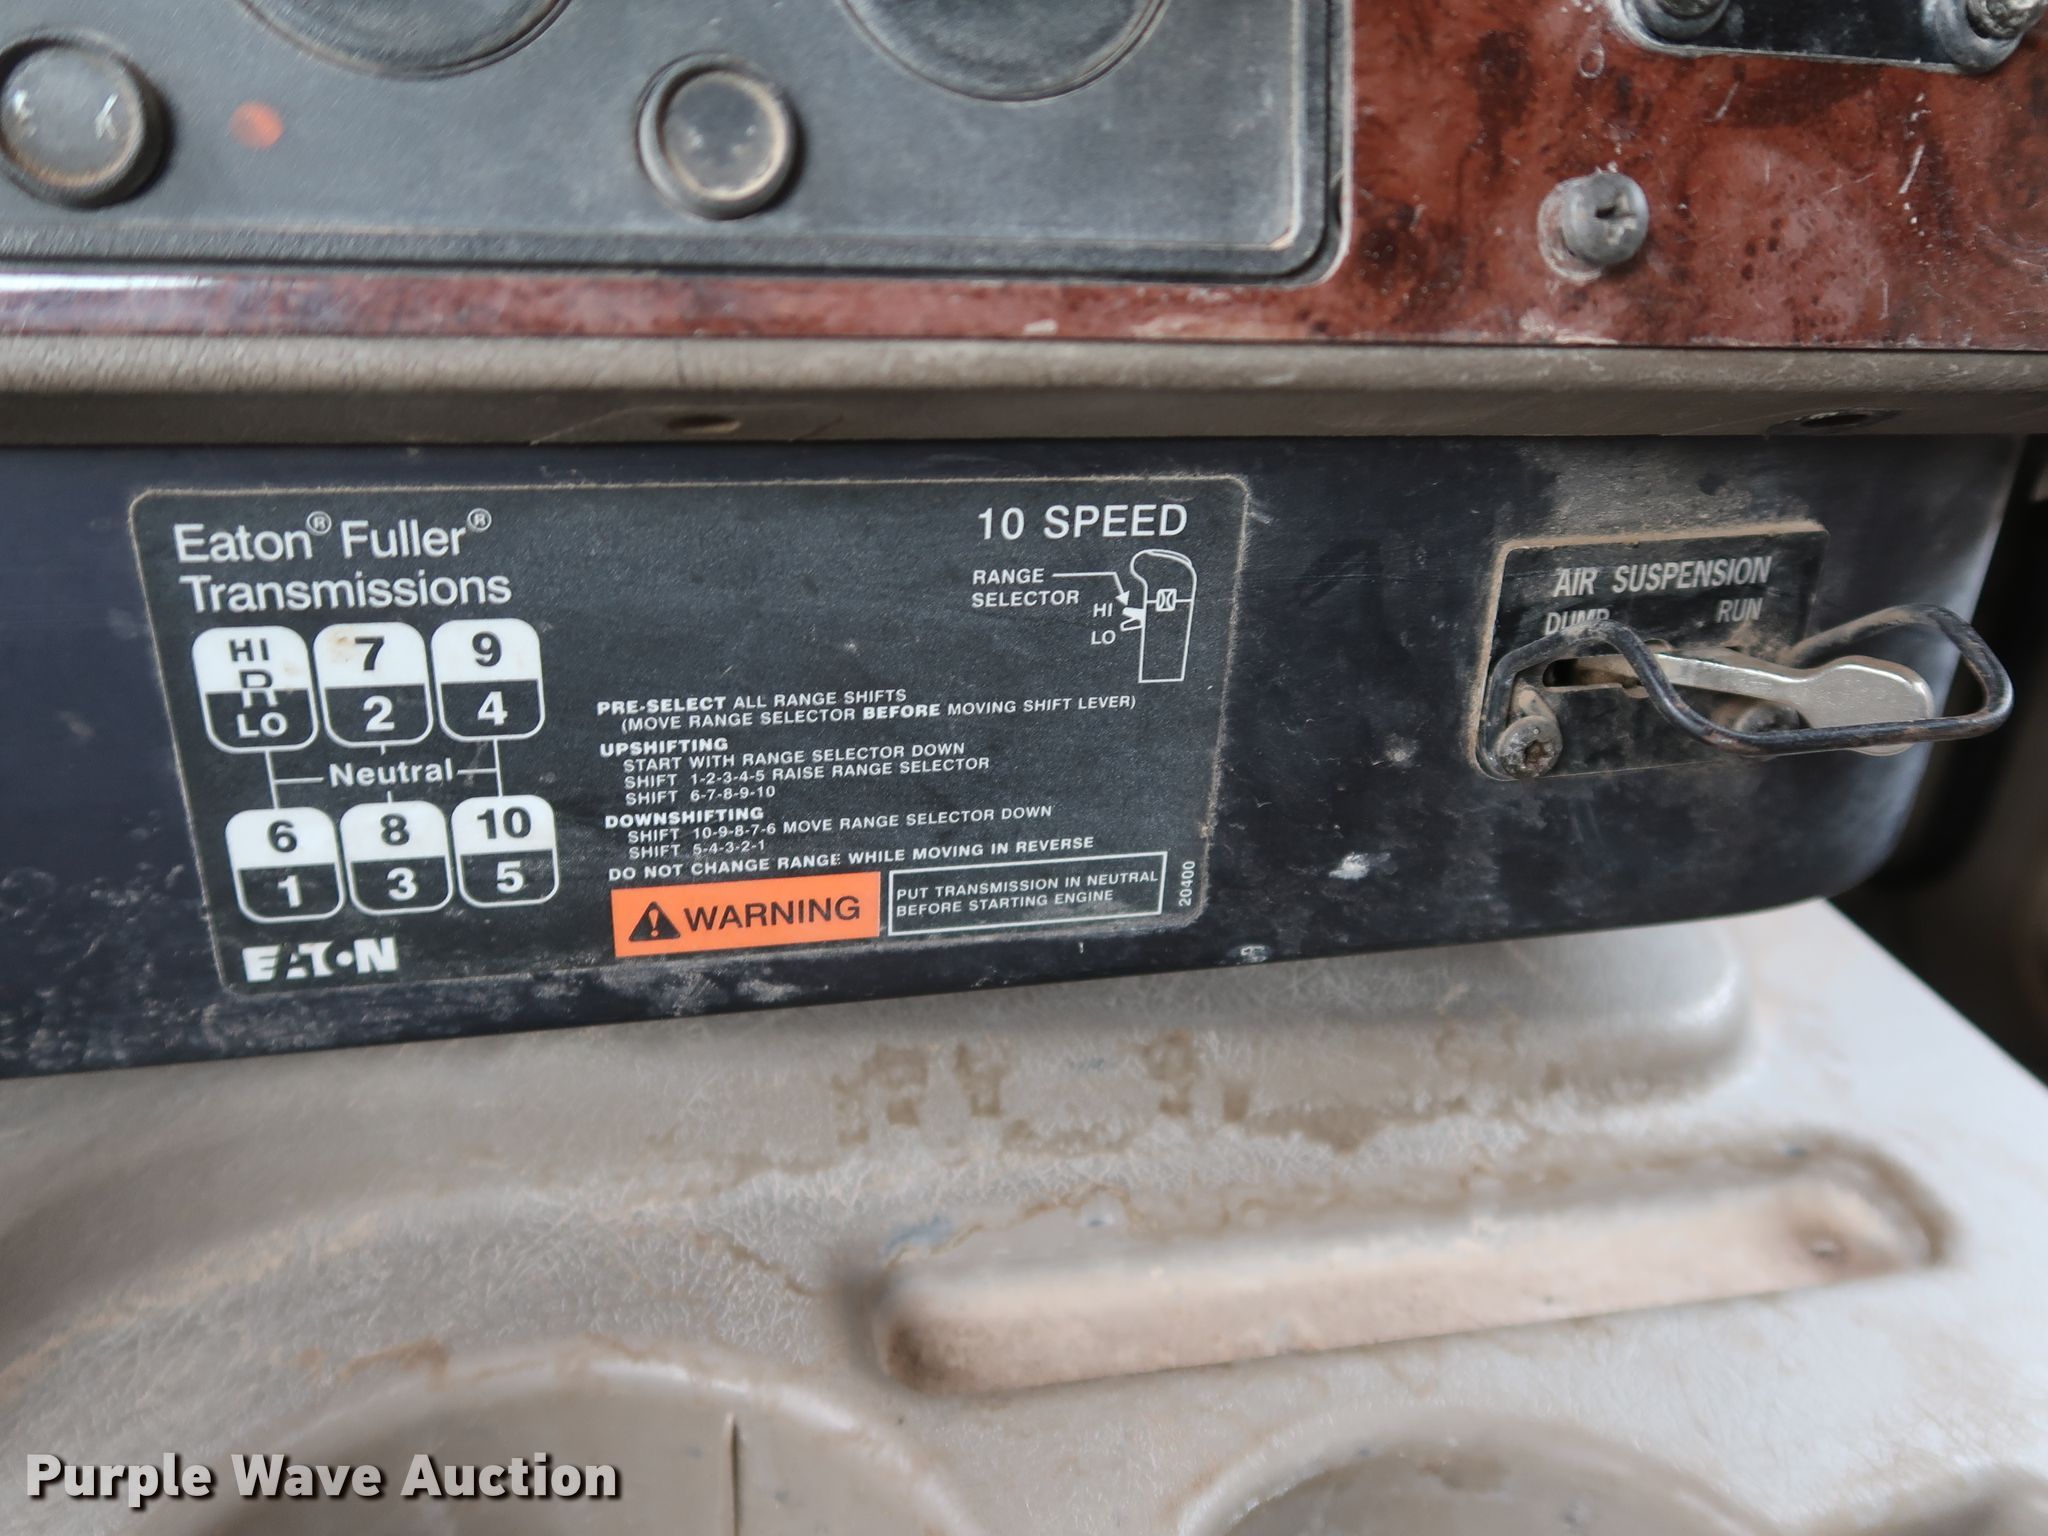 Eaton® Fuller®
Transmissions
10 SPEED
RANGE
SELECTOR
HI
LO
HI
R
LO
7
2
9
4
Neutral
6
1
8
3
10
5
EATON
PRE-SELECT ALL RANGE SHIFTS
(MOVE RANGE SELECTOR BEFORE MOVING SHIFT LEVER)
UPSHIFTING
START WITH RANGE SELECTOR DOWN
SHIFT 1-2-3-4-5 RAISE RANGE SELECTOR
SHIFT 6-7-8-9-10
DOWNSHIFTING
SHIFT 10-9-8-7-6 MOVE RANGE SELECTOR DOWN
SHIFT 5-4-3-2-1
DO NOT CHANGE RANGE WHILE MOVING IN REVERSE
WARNING
PUT TRANSMISSION IN NEUTRAL
BEFORE STARTING ENGINE
20400
AIR SUSPENSION
DUMP RUN
Purple Wave Auction